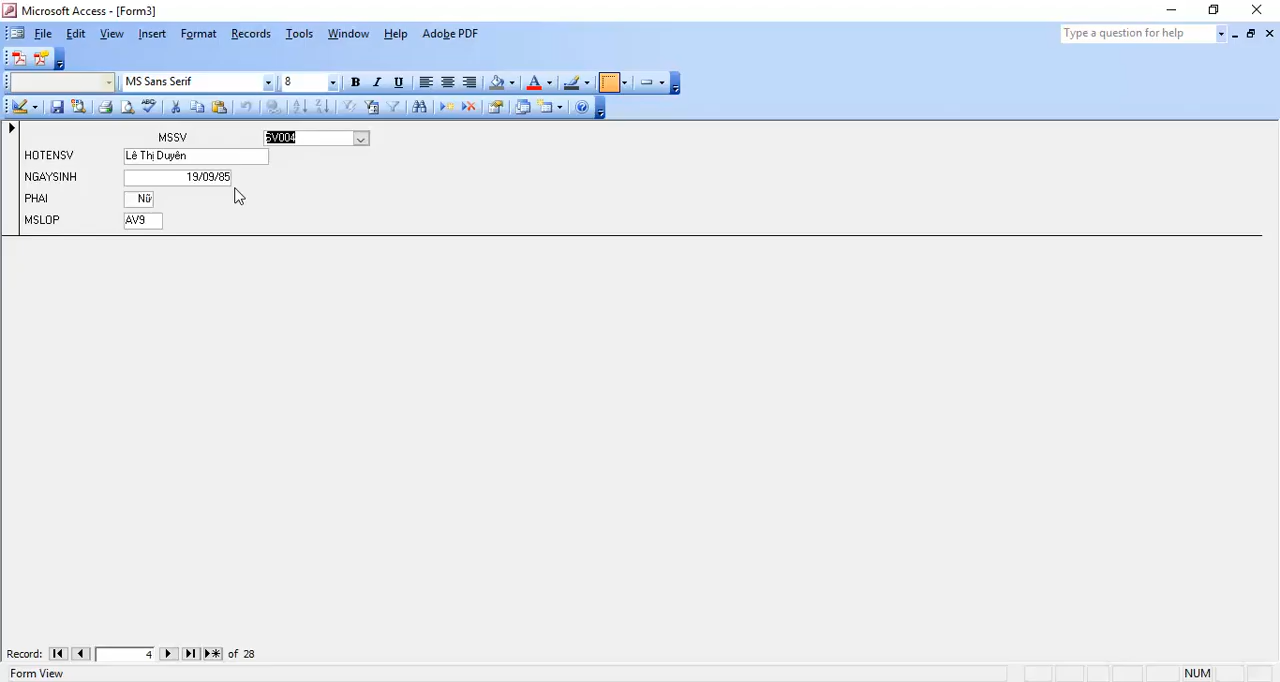 Microsoft Access - [Form3]
File Edit View Insert Format Records Tools Window Help Adobe PDF
Type a question for help
MS Sans Serif 8 B I U A
MSSV SV004
HOTENSV Lê Thị Duyên
NGAYSINH 19/09/85
PHAI Nữ
MSLOP AV9
Record: 4 of 28
Form View NUM